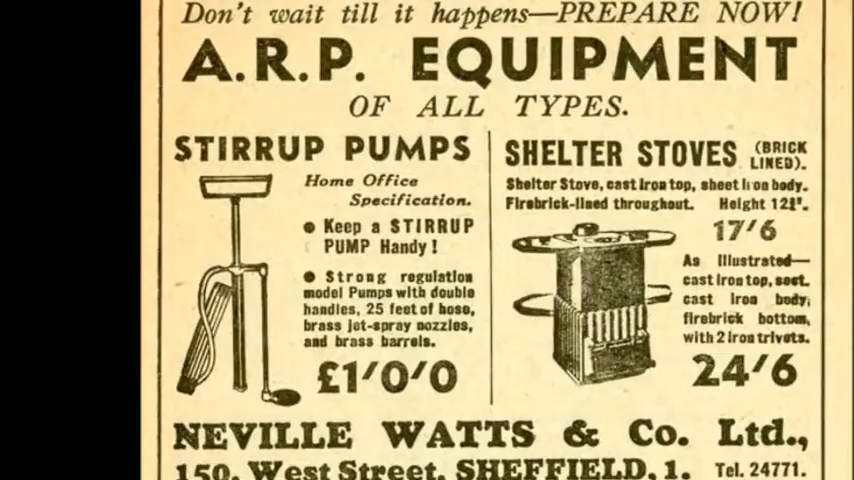 Don't wait till it happens—PREPARE NOW!
A.R.P. EQUIPMENT
OF ALL TYPES.
STIRRUP PUMPS
Home Office
Specification.
● Keep a STIRRUP
PUMP Handy!
● Strong regulation
model Pumps with double
handles, 25 feet of hose,
brass jet-spray nozzles,
and brass barrels.
£1/0/0
SHELTER STOVES (BRICK
LINED).
Shelter Stove, cast iron top, sheet iron body.
Firebrick-lined throughout. Height
17/6
As Illustrated—
cast iron top, sect.
cast iron body,
firebrick bottom,
with 2 iron trivets.
24/6
NEVILLE WATTS & Co. Ltd.,
150, West Street, SHEFFIELD, 1. Tel. 24771.